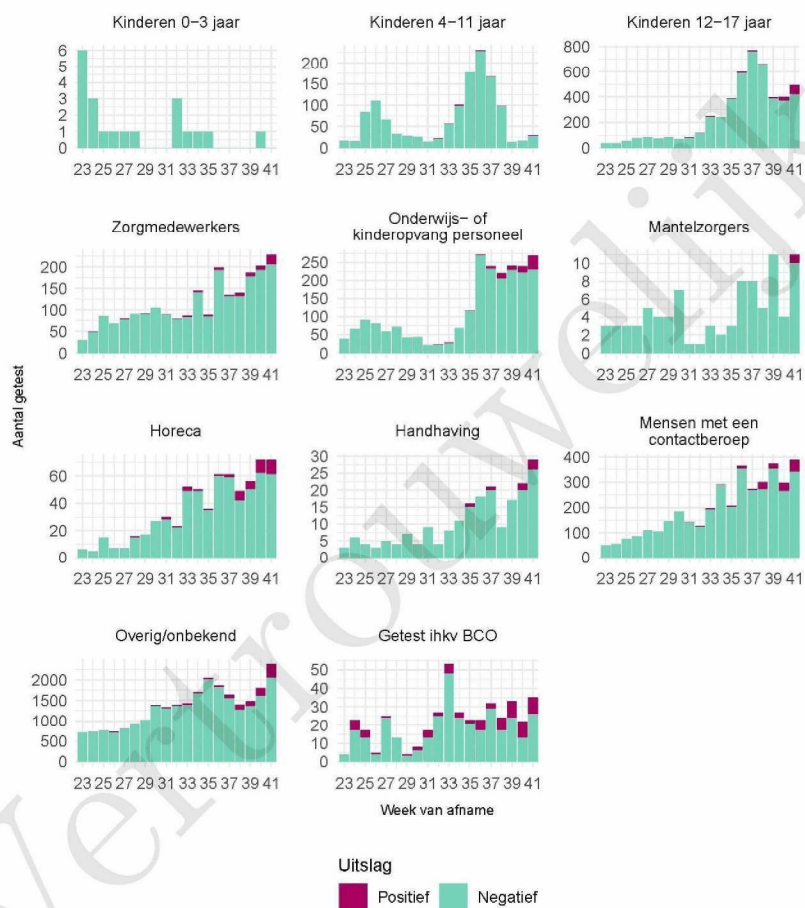 Kinderen 0-3 jaar
Kinderen 4-11 jaar
Kinderen 12-17 jaar
6
5
4
3
2
1
0
200
150
100
50
0
800
600
400
200
0
23 25 27 29 31 33 35 37 39 41
23 25 27 29 31 33 35 37 39 41
23 25 27 29 31 33 35 37 39 41
Zorgmedewerkers
Onderwijs- of
kinderopvang personeel
Mantelzorgers
200
150
100
50
0
250
200
150
100
50
0
10
8
6
4
2
0
23 25 27 29 31 33 35 37 39 41
23 25 27 29 31 33 35 37 39 41
23 25 27 29 31 33 35 37 39 41
Aantal getest
Horeca
Handhaving
Mensen met een
contactberoep
60
40
20
0
30
25
20
15
10
5
0
400
300
200
100
0
23 25 27 29 31 33 35 37 39 41
23 25 27 29 31 33 35 37 39 41
23 25 27 29 31 33 35 37 39 41
Overig/onbekend
Getest ihkv BCO
2000
1500
1000
500
0
50
40
30
20
10
0
23 25 27 29 31 33 35 37 39 41
23 25 27 29 31 33 35 37 39 41
Week van afname
Uitslag
Positief
Negatief
Vertrouwelijk